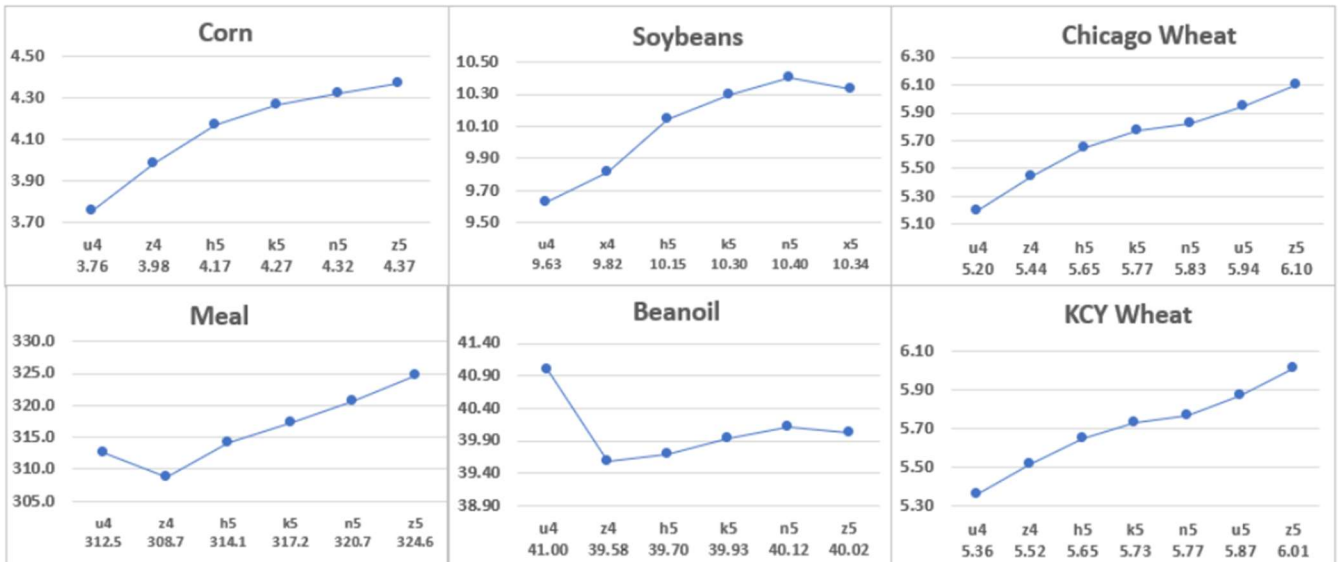 Corn
4.50
4.30
4.10
3.90
3.70
u4 z4 h5 k5 n5 z5
3.76 3.98 4.17 4.27 4.32 4.37
Soybeans
10.50
10.30
10.10
9.90
9.70
9.50
u4 x4 h5 k5 n5 x5
9.63 9.82 10.15 10.30 10.40 10.34
Chicago Wheat
6.30
6.10
5.90
5.70
5.50
5.30
5.10
u4 z4 h5 k5 n5 u5 z5
5.20 5.44 5.65 5.77 5.83 5.94 6.10
Meal
330.0
325.0
320.0
315.0
310.0
305.0
u4 z4 h5 k5 n5 z5
312.5 308.7 314.1 317.2 320.7 324.6
Beanoil
41.40
40.90
40.40
39.90
39.40
38.90
u4 z4 h5 k5 n5 z5
41.00 39.58 39.70 39.93 40.12 40.02
KCY Wheat
6.10
5.90
5.70
5.50
5.30
u4 z4 h5 k5 n5 u5 z5
5.36 5.52 5.65 5.73 5.77 5.87 6.01